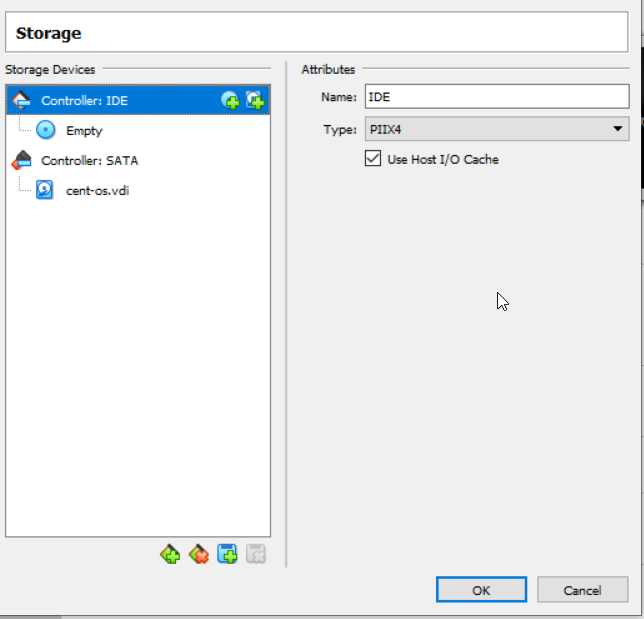 Storage
Storage Devices
Controller: IDE
Empty
Controller: SATA
cent-os.vdi
Attributes
Name: IDE
Type: PIIX4
Use Host I/O Cache
OK
Cancel